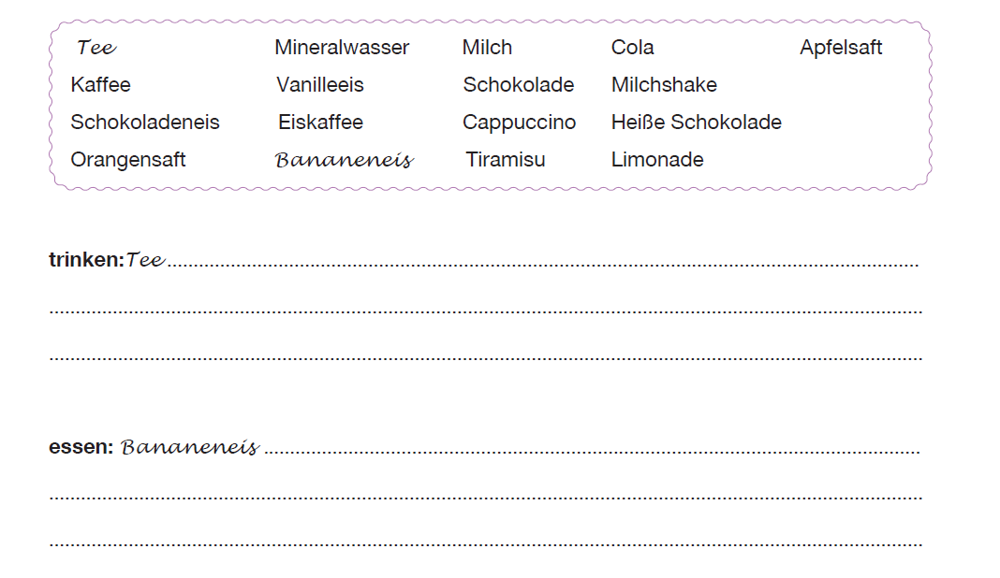 Tee Mineralwasser Milch Cola Apfelsaft
Kaffee Vanilleeis Schokolade Milchshake
Schokoladeneis Eiskaffee Cappuccino Heiße Schokolade
Orangensaft Bananeneis Tiramisu Limonade
trinken: Tee ................................................................
................................................................
................................................................
essen: Bananeneis ................................................................
................................................................
................................................................